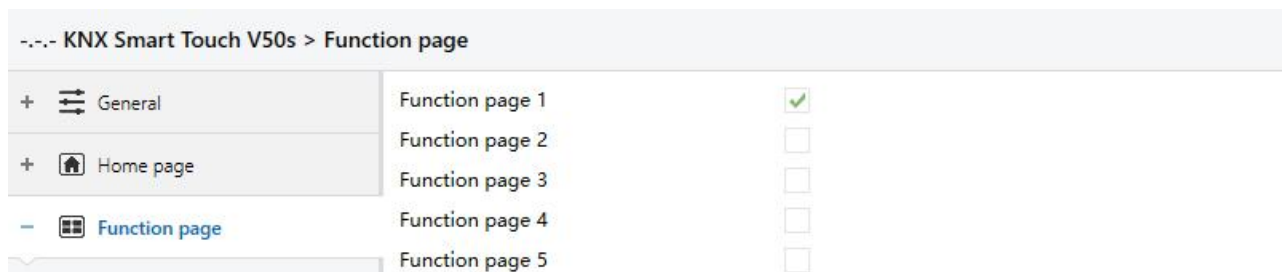 -.-.- KNX Smart Touch V50s > Function page
+ General
+ Home page
− Function page
Function page 1
Function page 2
Function page 3
Function page 4
Function page 5